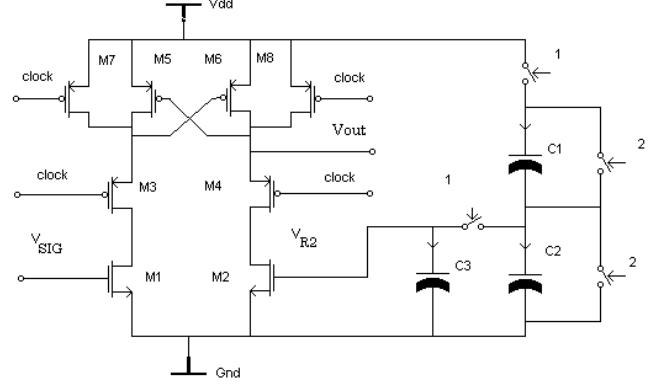 Vdd
M7
M5
M6
M8
1
clock
clock
Vout
C1
2
clock
M3
M4
clock
1
VSIG
VR2
C2
2
M1
M2
C3
Gnd